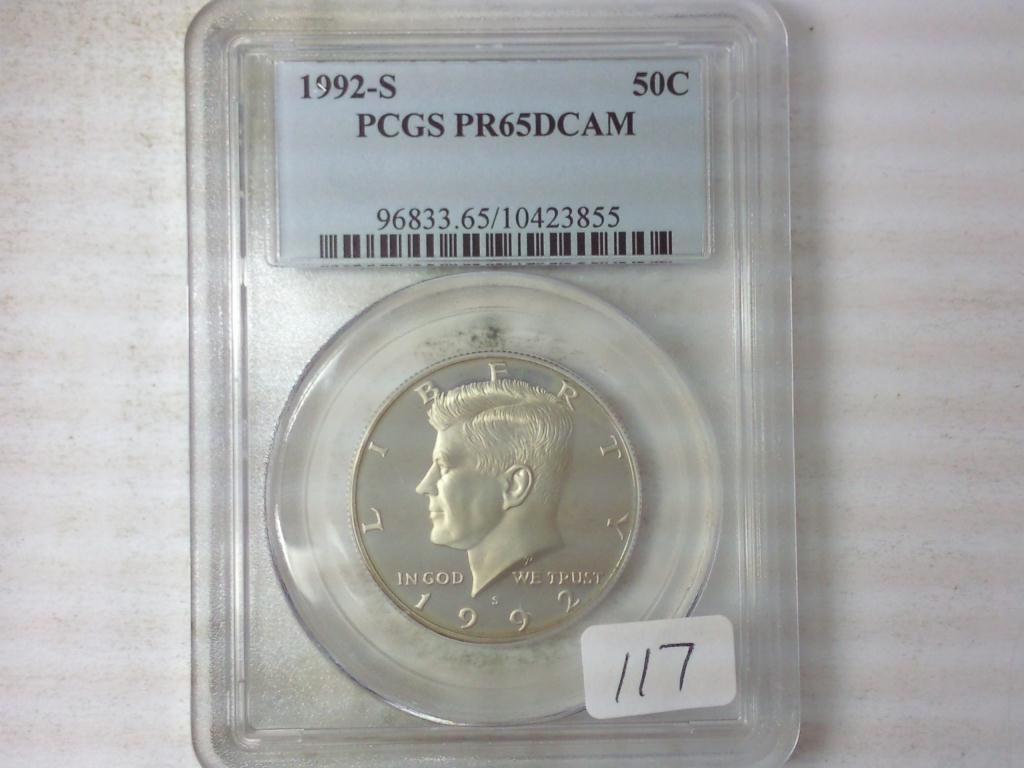 1992-S 50C
PCGS PR65DCAM
96833.65/10423855
LIBERTY
IN GOD WE TRUST
S
1992
117